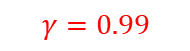 γ = 0.99